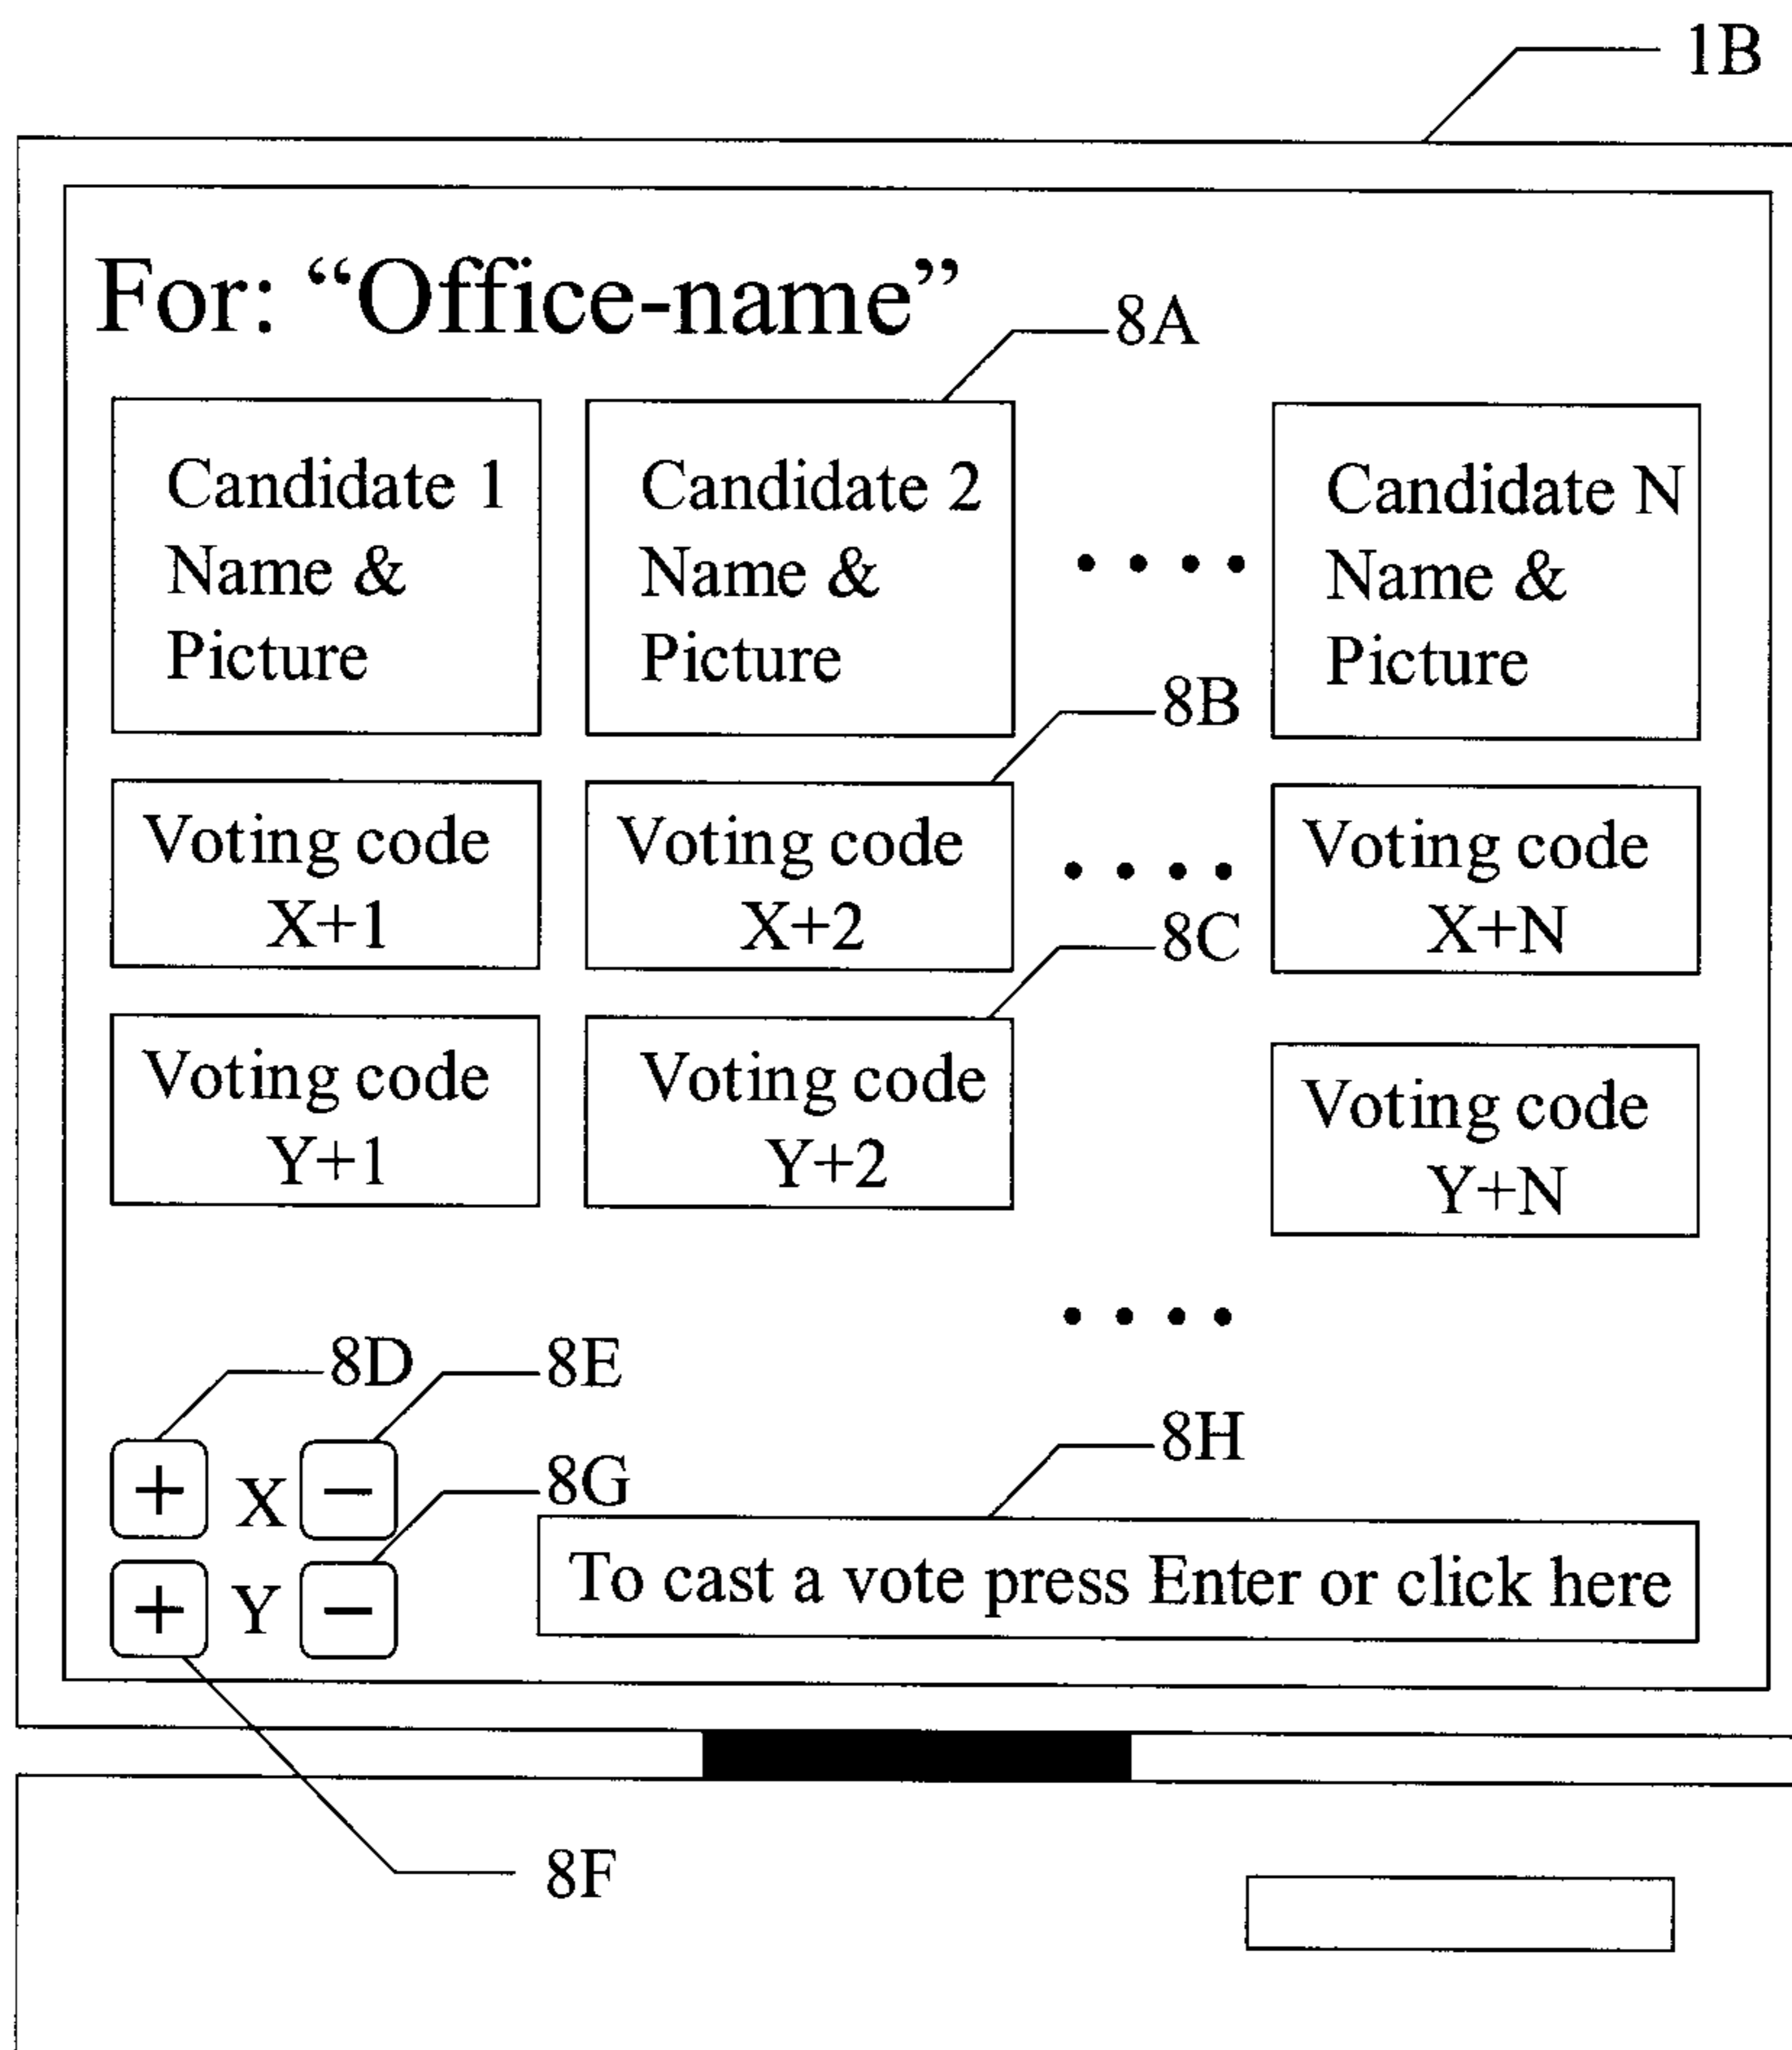 1B
For: “Office-name”
8A
Candidate 1
Name &
Picture
Candidate 2
Name &
Picture
• • • •
Candidate N
Name &
Picture
8B
Voting code
X+1
Voting code
X+2
• • • •
Voting code
X+N
8C
Voting code
Y+1
Voting code
Y+2
Voting code
Y+N
• • • •
8D
8E
+ X −
8G
8H
+ Y −
To cast a vote press Enter or click here
8F